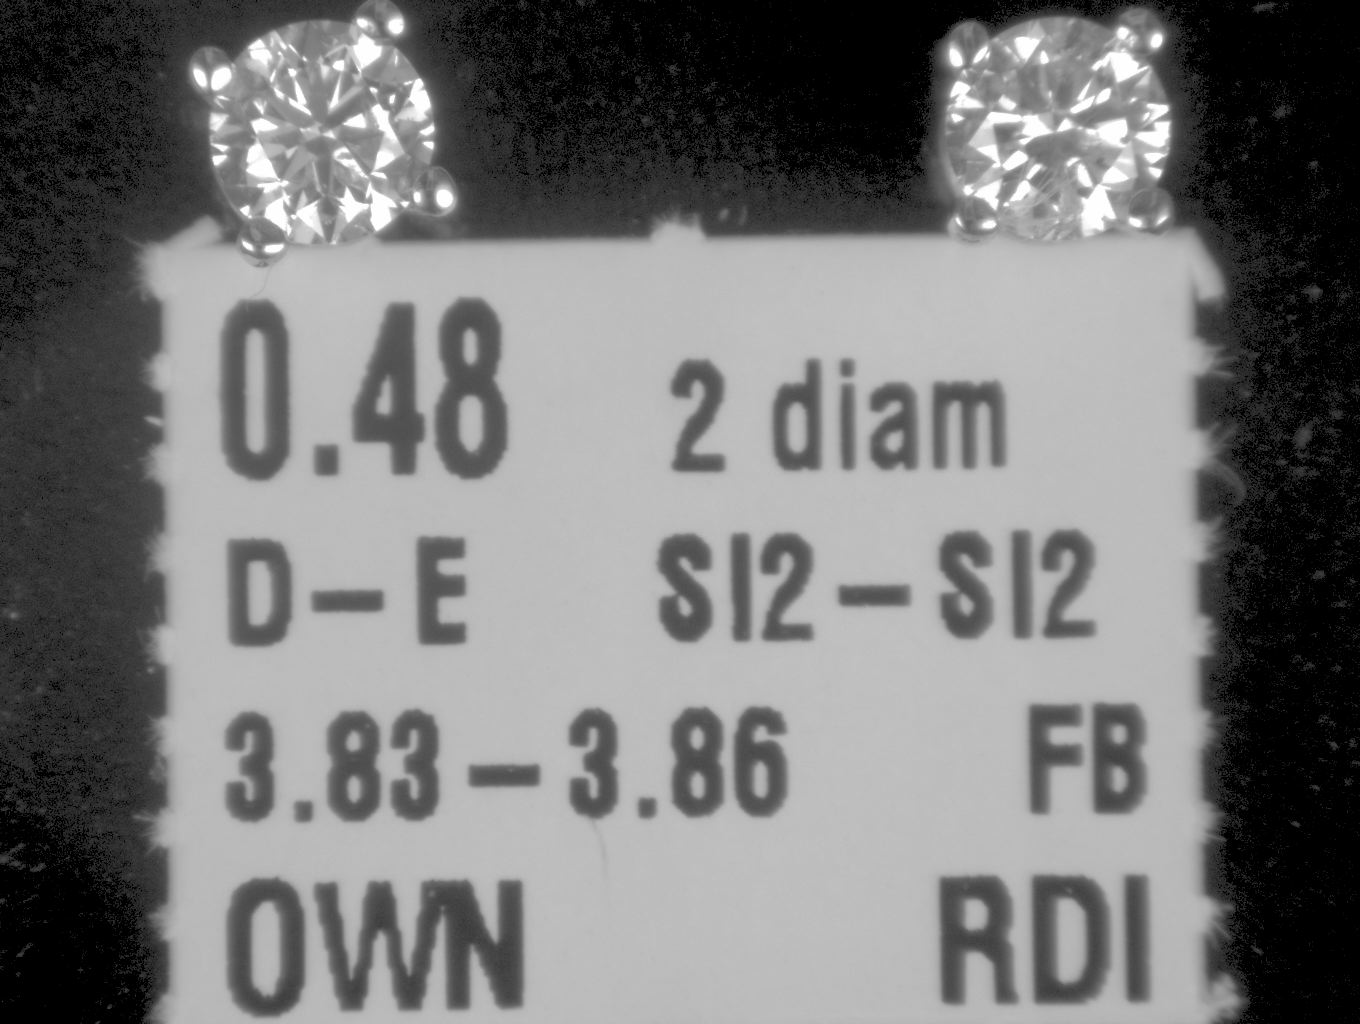 0.48 2 diam
D-E SI2-SI2
3.83-3.86 FB
OWN RDI